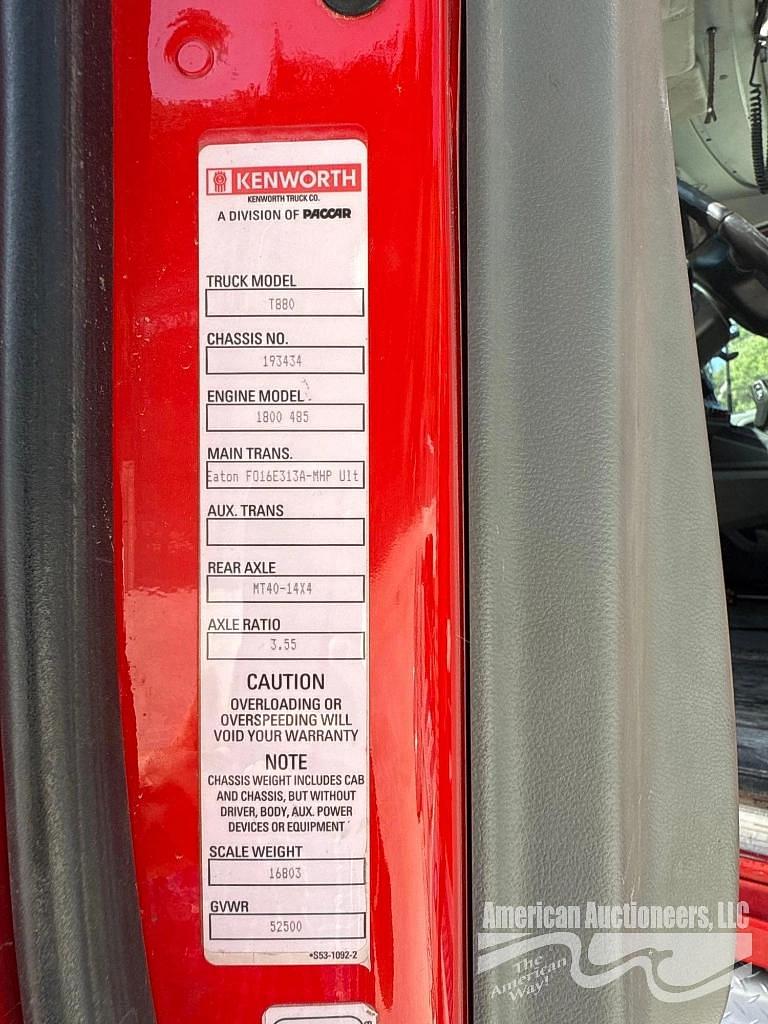 KENWORTH
KENWORTH TRUCK CO.
A DIVISION OF PACCAR
TRUCK MODEL
T880
CHASSIS NO.
193434
ENGINE MODEL
1800 485
MAIN TRANS.
Eaton FO16E313A-MHP Ult
AUX. TRANS
REAR AXLE
MT40-14X4
AXLE RATIO
3.55
CAUTION
OVERLOADING OR
OVERSPEEDING WILL
VOID YOUR WARRANTY
NOTE
CHASSIS WEIGHT INCLUDES CAB
AND CHASSIS, BUT WITHOUT
DRIVER, BODY, AUX. POWER
DEVICES OR EQUIPMENT
SCALE WEIGHT
16803
GVWR
52500
•S53-1092-2
American Auctioneers, LLC
The
American
Way!